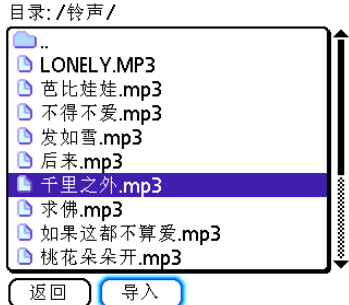 目录: /铃声/
..
LONELY.MP3
芭比娃娃.mp3
不得不爱.mp3
发如雪.mp3
后来.mp3
千里之外.mp3
求佛.mp3
如果这都不算爱.mp3
桃花朵朵开.mp3
返回 导入